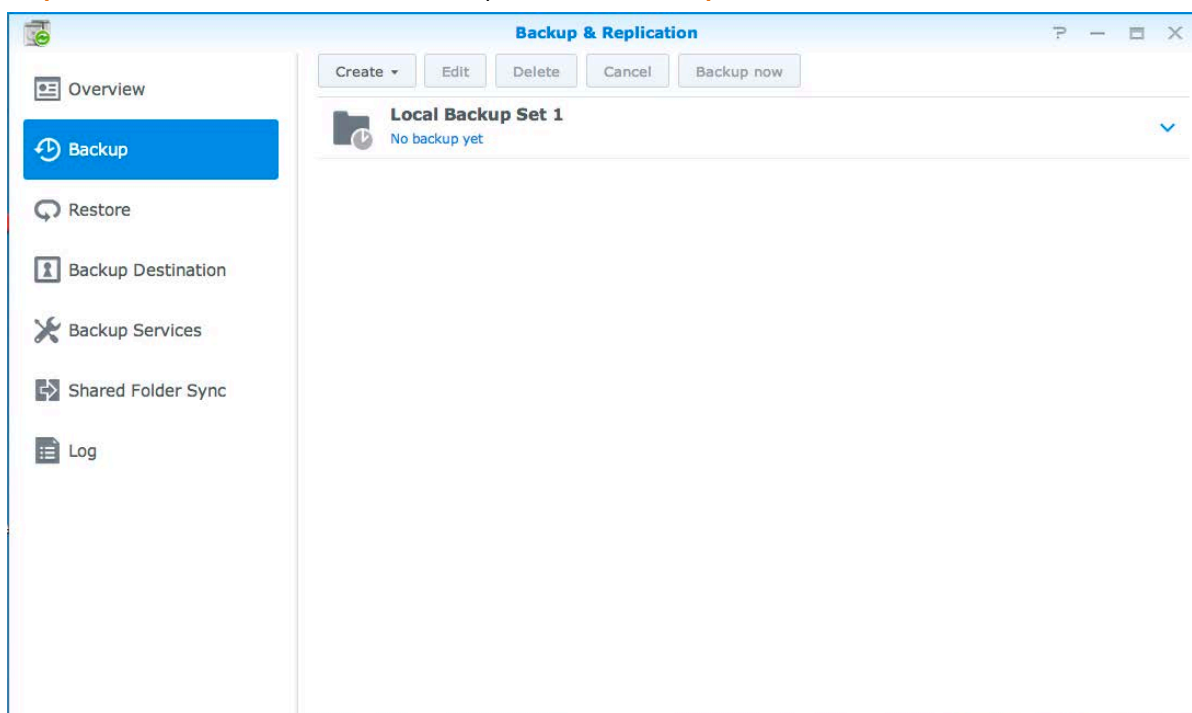 Backup & Replication
Overview
Backup
Restore
Backup Destination
Backup Services
Shared Folder Sync
Log
Create
Edit
Delete
Cancel
Backup now
Local Backup Set 1
No backup yet